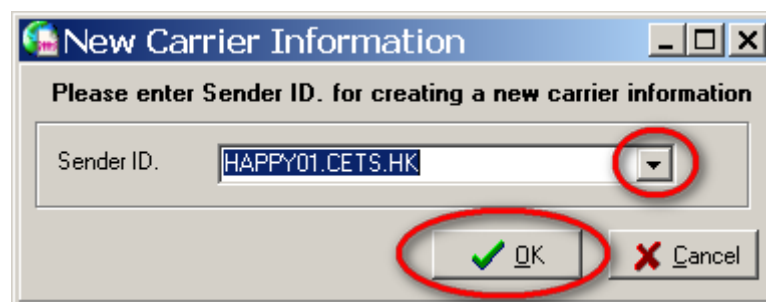 New Carrier Information
Please enter Sender ID. for creating a new carrier information
Sender ID. HAPPY01.CETS.HK
OK Cancel